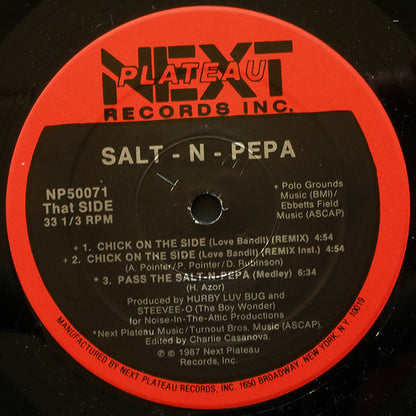 NEXT
PLATEAU
RECORDS INC.
SALT - N - PEPA
NP50071
That SIDE
33 1/3 RPM
+ Polo Grounds
Music (BMI)/
Ebbetts Field
Music (ASCAP)
+ 1. CHICK ON THE SIDE (Love Bandit) (REMIX) 4:54
+ 2. CHICK ON THE SIDE (Love Bandit) (REMIX Inst.) 4:54
(A. Pointer/P. Pointer/D. Rubinson)
* 3. PASS THE SALT-N-PEPA (Medley) 6:34
(H. Azor)
Produced by HURBY LUV BUG and
STEEVEE-O (The Boy Wonder)
for Noise-In-The-Attic Productions
*Next Plateau Music/Turnout Bros. Music (ASCAP).
Edited by Charlie Casanova.
℗ © 1987 Next Plateau
Records, Inc.
MANUFACTURED BY NEXT PLATEAU RECORDS, INC. 1650 BROADWAY, NEW YORK, N.Y. 10019